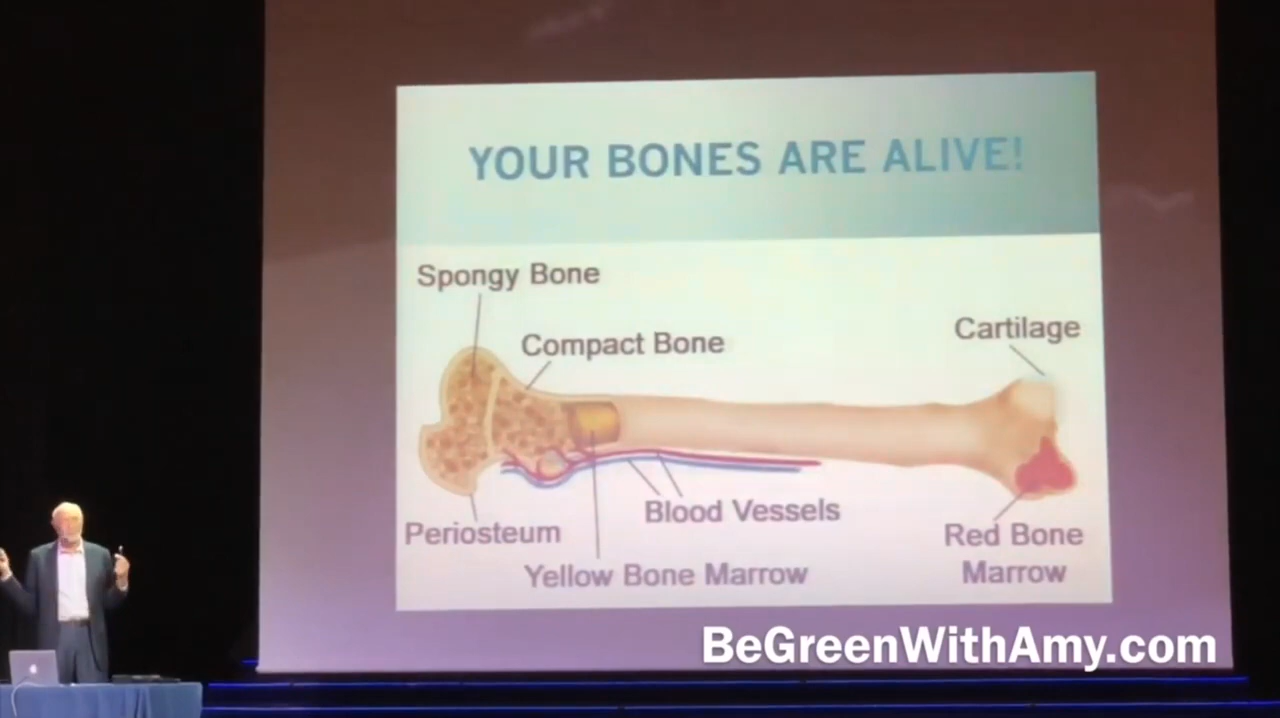 YOUR BONES ARE ALIVE!
Spongy Bone
Compact Bone
Cartilage
Periosteum
Blood Vessels
Yellow Bone Marrow
Red Bone
Marrow
BeGreenWithAmy.com